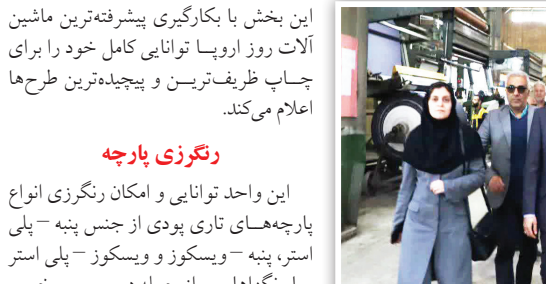 این بخش با بکارگیری پیشرفته‌ترین ماشین
آلات روز اروپا توانایی کامل خود را برای
چاپ ظریف‌ترین و پیچیده‌ترین طرح‌ها
اعلام می‌کند.
رنگرزی پارچه
این واحد توانایی و امکان رنگرزی انواع
پارچه‌های تاری پودی از جنس پنبه – پلی
استر، پنبه – ویسکوز و ویسکوز – پلی استر